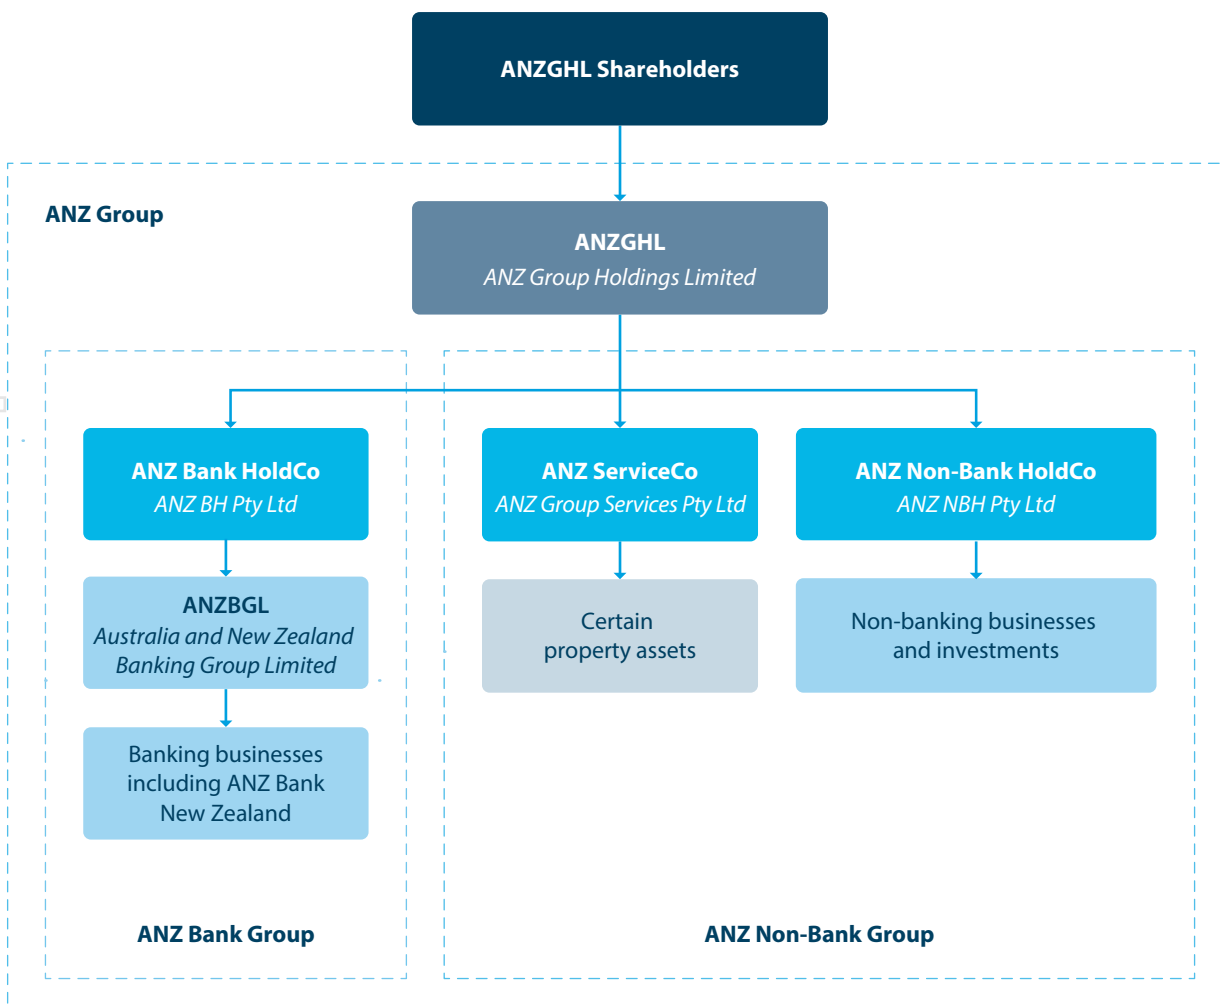 ANZGHL Shareholders
ANZ Group
ANZGHL
ANZ Group Holdings Limited
ANZ Bank HoldCo
ANZ BH Pty Ltd
ANZ ServiceCo
ANZ Group Services Pty Ltd
ANZ Non-Bank HoldCo
ANZ NBH Pty Ltd
ANZBGL
Australia and New Zealand
Banking Group Limited
Certain
property assets
Non-banking businesses
and investments
Banking businesses
including ANZ Bank
New Zealand
ANZ Bank Group
ANZ Non-Bank Group